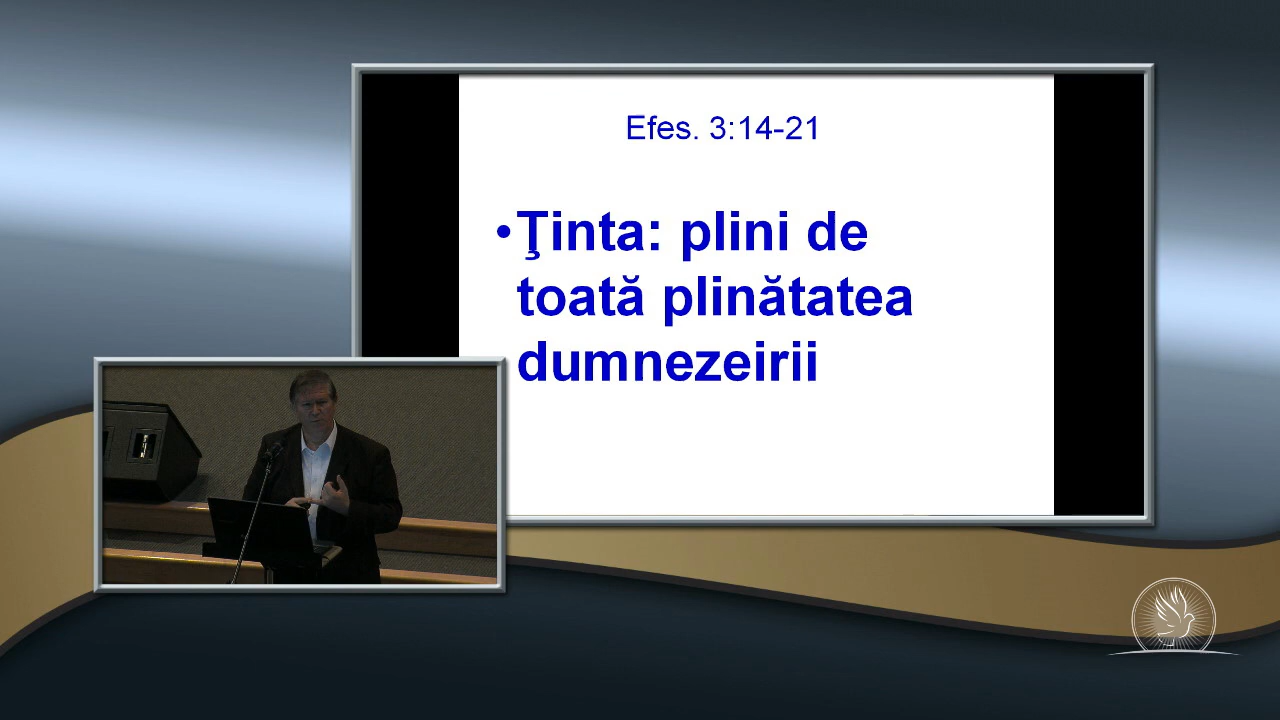 Efes. 3:14-21
•Ţinta: plini de
toată plinătatea
dumnezeirii